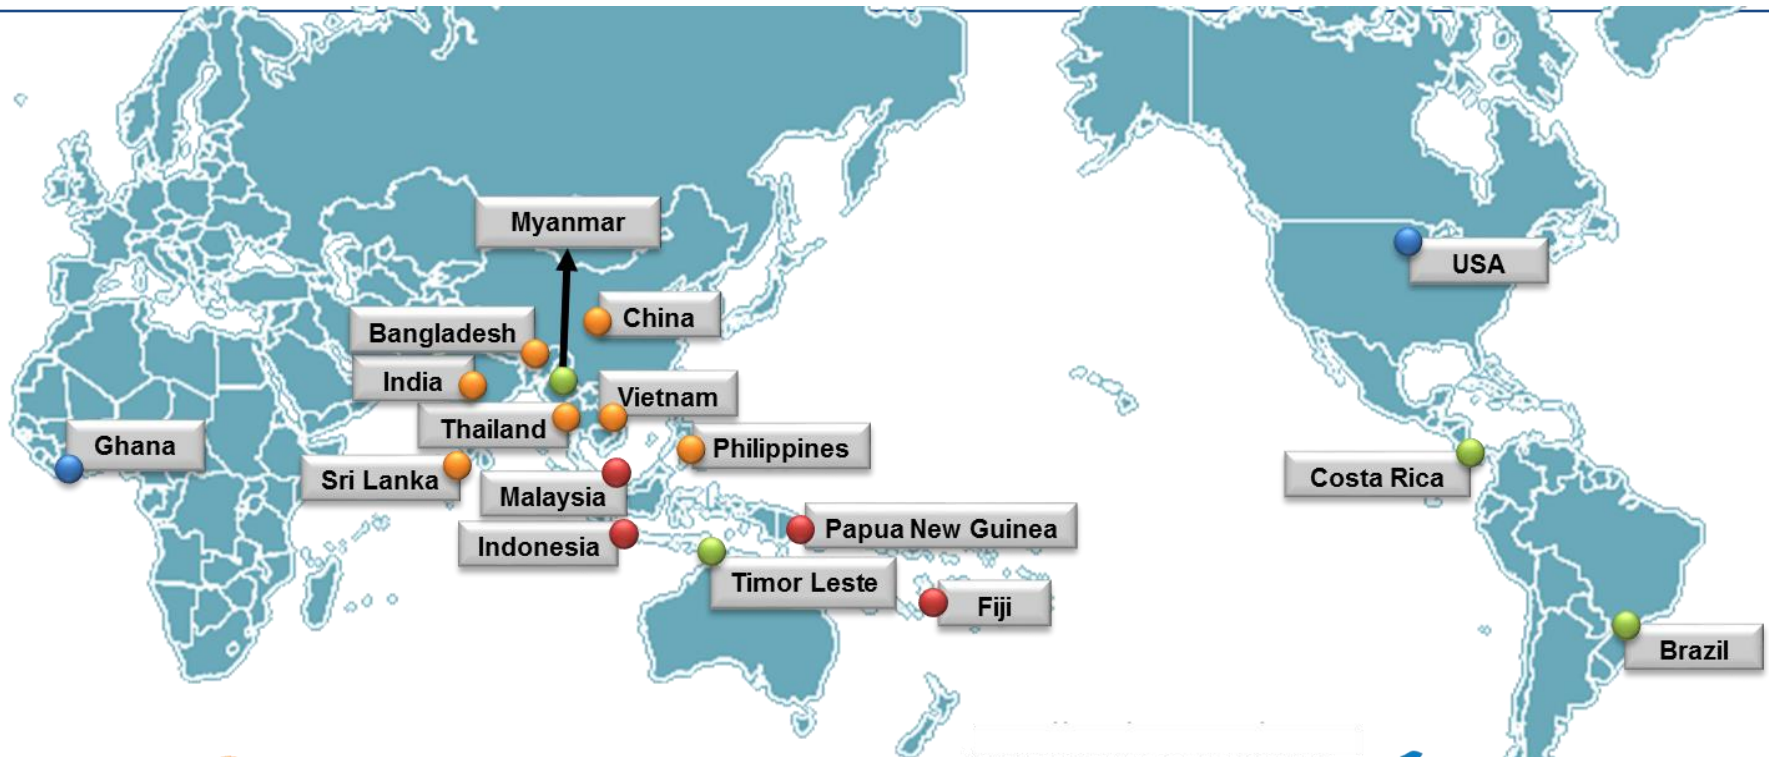 Myanmar
USA
China
Bangladesh
India
Vietnam
Thailand
Ghana
Philippines
Sri Lanka
Costa Rica
Malaysia
Papua New Guinea
Indonesia
Timor Leste
Fiji
Brazil